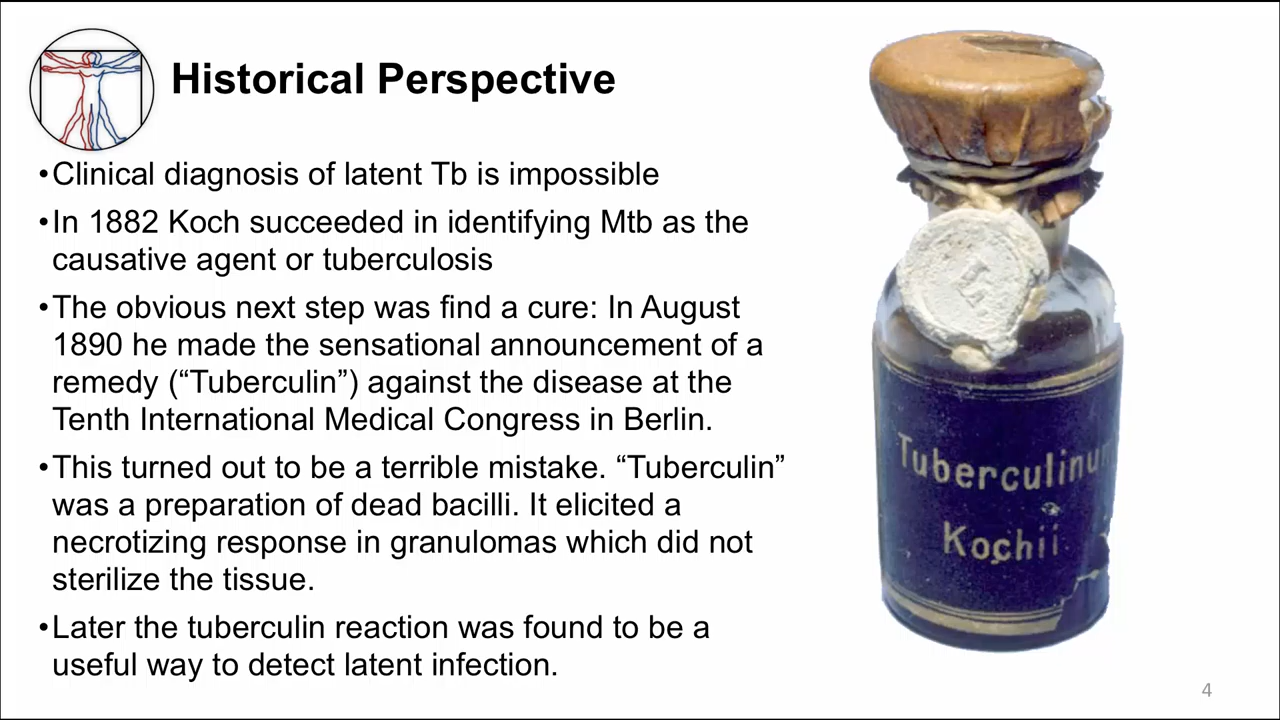 Historical Perspective
•Clinical diagnosis of latent Tb is impossible
•In 1882 Koch succeeded in identifying Mtb as the
causative agent or tuberculosis
•The obvious next step was find a cure: In August
1890 he made the sensational announcement of a
remedy (“Tuberculin”) against the disease at the
Tenth International Medical Congress in Berlin.
•This turned out to be a terrible mistake. “Tuberculin”
was a preparation of dead bacilli. It elicited a
necrotizing response in granulomas which did not
sterilize the tissue.
•Later the tuberculin reaction was found to be a
useful way to detect latent infection.
Tuberculinu
Kochii
4